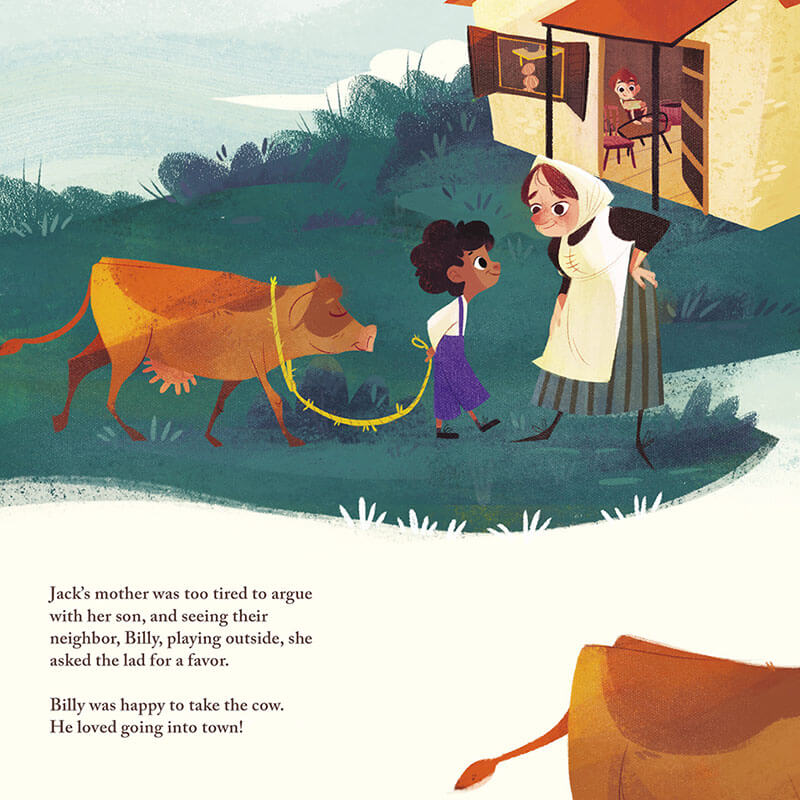 Jack’s mother was too tired to argue
with her son, and seeing their
neighbor, Billy, playing outside, she
asked the lad for a favor.
Billy was happy to take the cow.
He loved going into town!